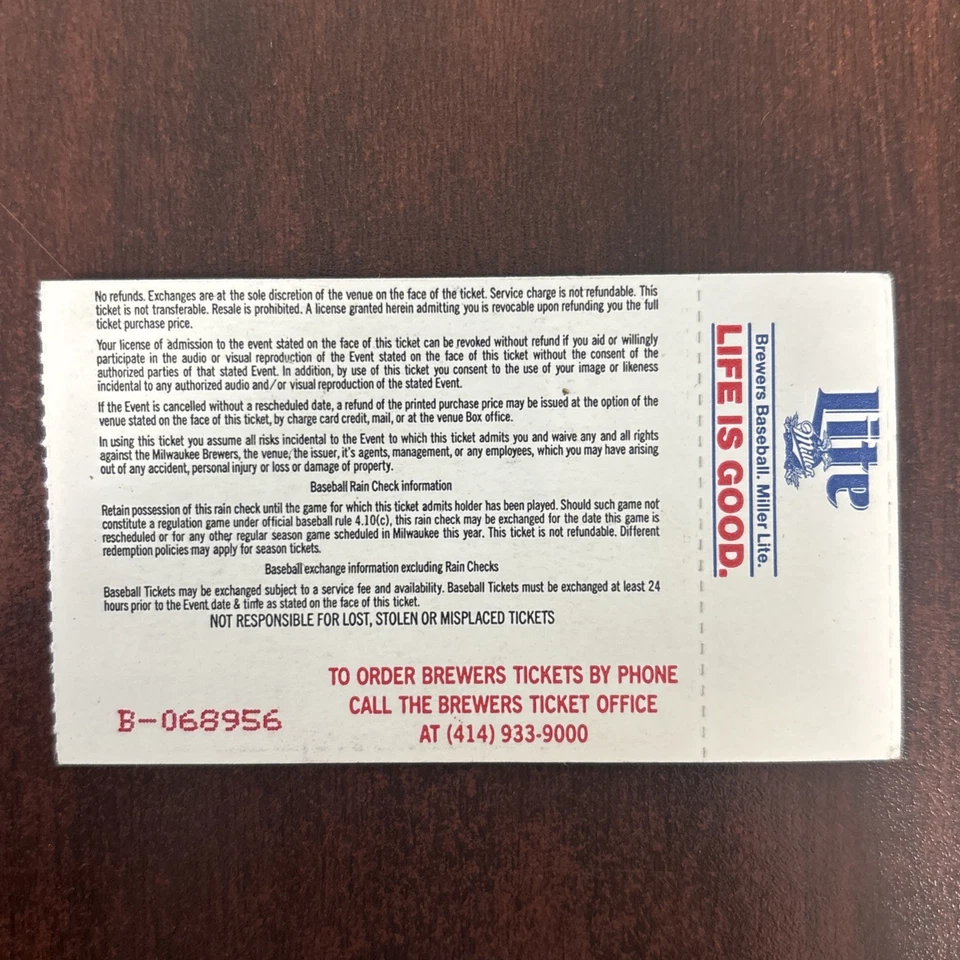 No refunds. Exchanges are at the sole discretion of the venue on the face of the ticket. Service charge is not refundable. This
ticket is not transferable. Resale is prohibited. A license granted herein admitting you is revocable upon refunding you the full
ticket purchase price.
Your license of admission to the event stated on the face of this ticket can be revoked without refund if you aid or willingly
participate in the audio or visual reproduction of the Event stated on the face of this ticket without the consent of the
authorized parties of that stated Event. In addition, by use of this ticket you consent to the use of your image or likeness
incidental to any authorized audio and/or visual reproduction of the stated Event.
If the Event is cancelled without a rescheduled date, a refund of the printed purchase price may be issued at the option of the
venue stated on the face of this ticket, by charge card credit, mail, or at the venue Box office.
In using this ticket you assume all risks incidental to the Event to which this ticket admits you and waive any and all rights
against the Milwaukee Brewers, the venue, the issuer, it's agents, management, or any employees, which you may have arising
out of any accident, personal injury or loss or damage of property.
Baseball Rain Check information
Retain possession of this rain check until the game for which this ticket admits holder has been played. Should such game not
constitute a regulation game under official baseball rule 4.10(c), this rain check may be exchanged for the date this game is
rescheduled or for any other regular season game scheduled in Milwaukee this year. This ticket is not refundable. Different
redemption policies may apply for season tickets.
Baseball exchange information excluding Rain Checks
Baseball Tickets may be exchanged subject to a service fee and availability. Baseball Tickets must be exchanged at least 24
hours prior to the Event date & time as stated on the face of this ticket.
NOT RESPONSIBLE FOR LOST, STOLEN OR MISPLACED TICKETS
TO ORDER BREWERS TICKETS BY PHONE
CALL THE BREWERS TICKET OFFICE
AT (414) 933-9000
B-068956
Lite
Miller
Brewers Baseball. Miller Lite.
LIFE IS GOOD.